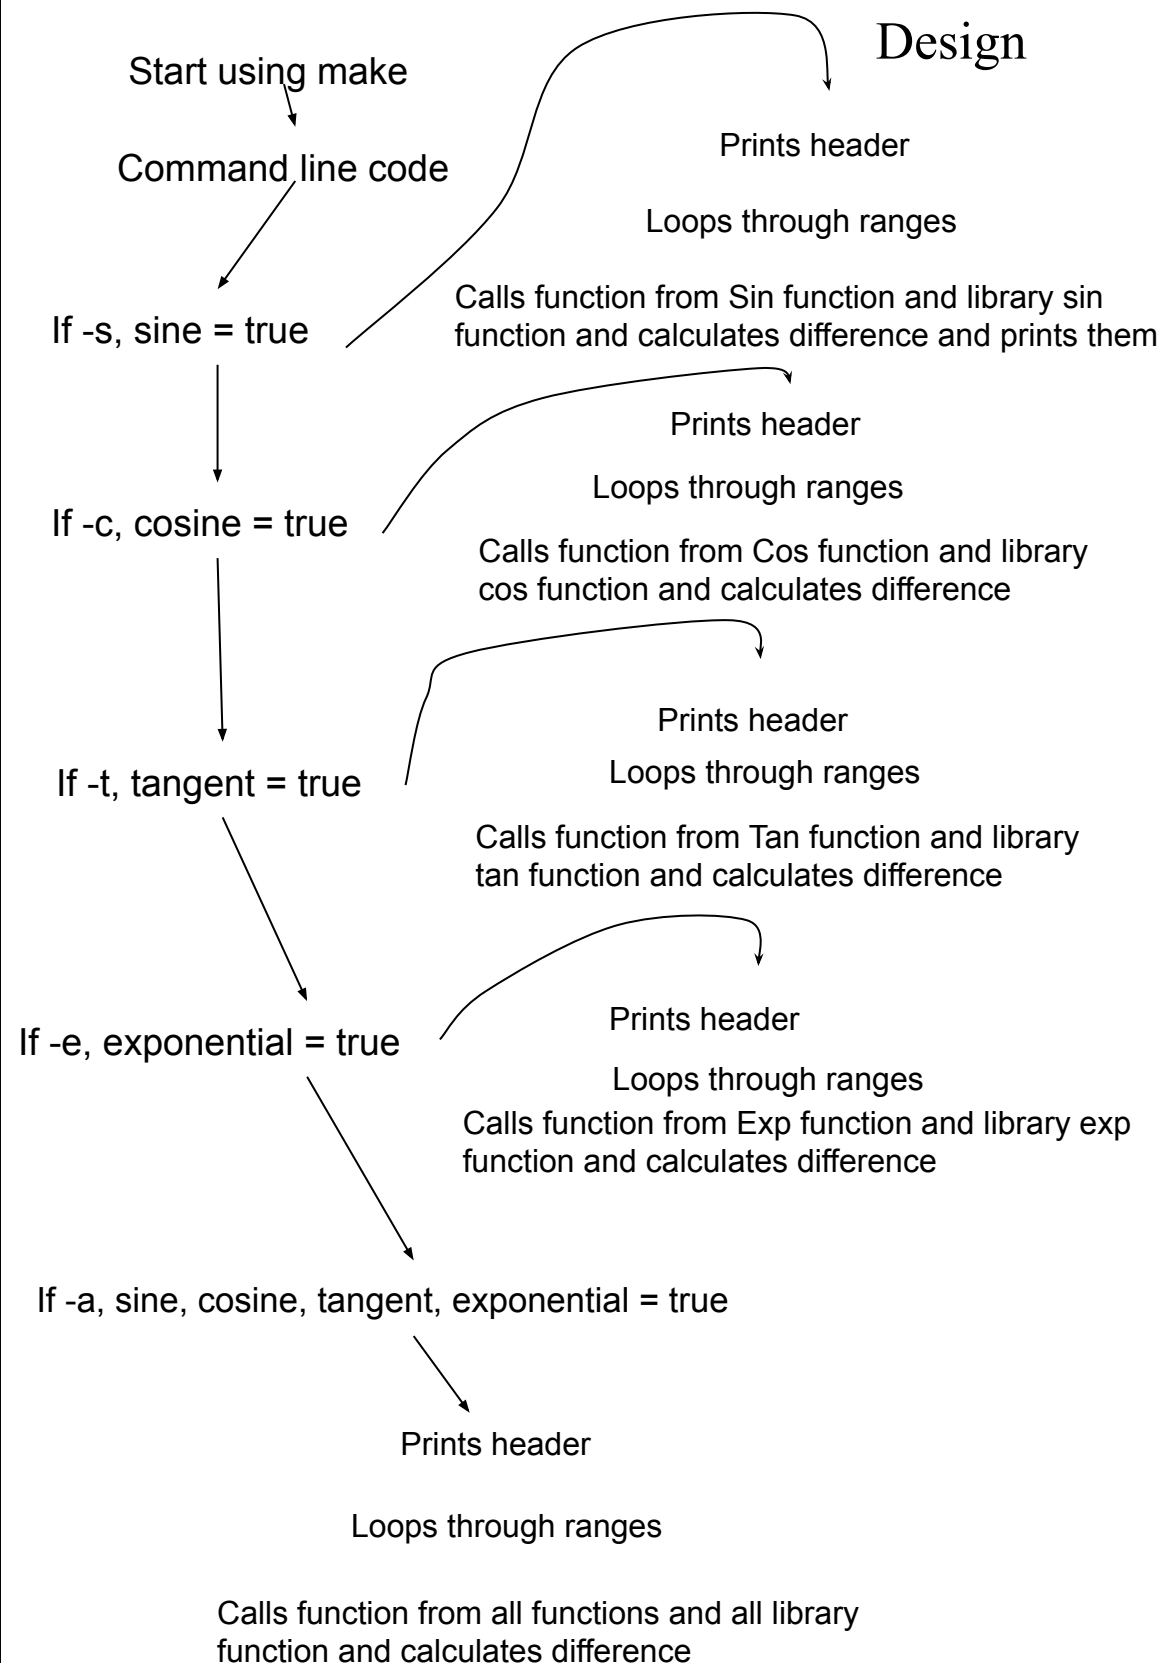 Design
Start using make
Command line code
If -s, sine = true
Prints header
Loops through ranges
Calls function from Sin function and library sin
function and calculates difference and prints them
If -c, cosine = true
Prints header
Loops through ranges
Calls function from Cos function and library
cos function and calculates difference
If -t, tangent = true
Prints header
Loops through ranges
Calls function from Tan function and library
tan function and calculates difference
If -e, exponential = true
Prints header
Loops through ranges
Calls function from Exp function and library exp
function and calculates difference
If -a, sine, cosine, tangent, exponential = true
Prints header
Loops through ranges
Calls function from all functions and all library
function and calculates difference